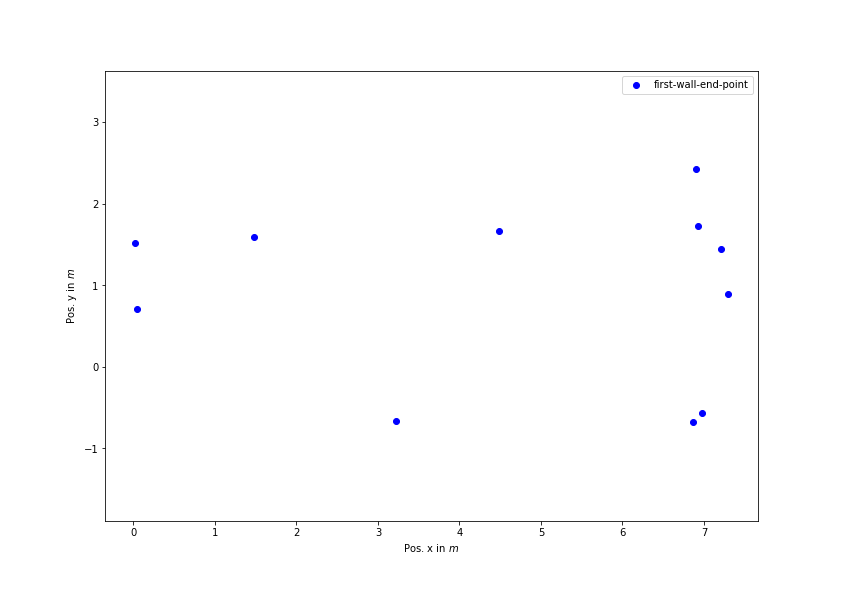 first-wall-end-point
3
2
1
0
−1
Pos. y in m
0 1 2 3 4 5 6 7
Pos. x in m